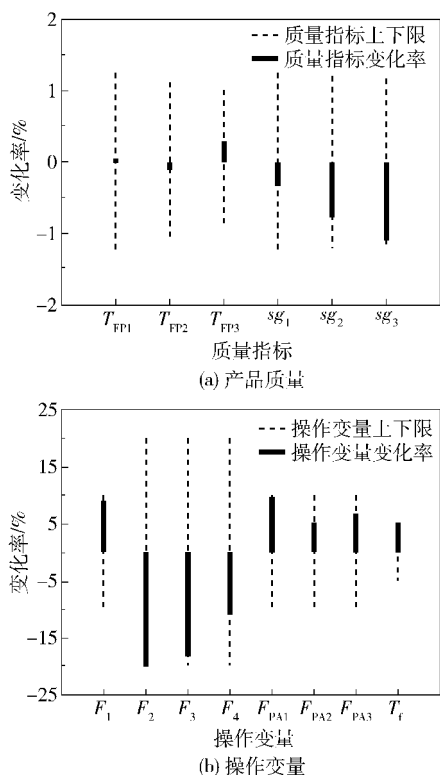 2
质量指标上下限
质量指标变化率
1
0
-1
-2
变化率/%
T_FP1 T_FP2 T_FP3 sg_1 sg_2 sg_3
质量指标
(a) 产品质量
25
操作变量上下限
操作变量变化率
15
5
-5
-15
-25
变化率/%
F_1 F_2 F_3 F_4 F_PA1 F_PA2 F_PA3 T_f
操作变量
(b) 操作变量